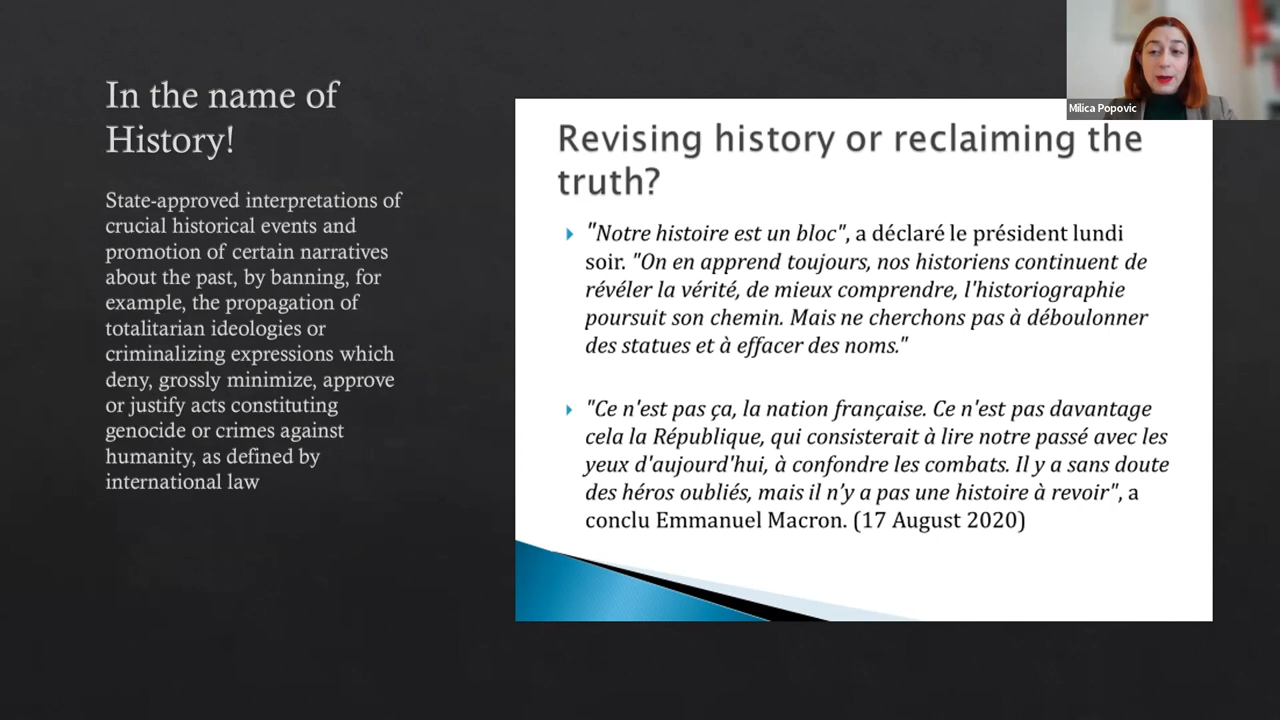 In the name of
History!
State-approved interpretations of
crucial historical events and
promotion of certain narratives
about the past, by banning, for
example, the propagation of
totalitarian ideologies or
criminalizing expressions which
deny, grossly minimize, approve
or justify acts constituting
genocide or crimes against
humanity, as defined by
international law
Milica Popovic
Revising history or reclaiming the
truth?
"Notre histoire est un bloc", a déclaré le président lundi
soir. "On en apprend toujours, nos historiens continuent de
révéler la vérité, de mieux comprendre, l'historiographie
poursuit son chemin. Mais ne cherchons pas à déboulonner
des statues et à effacer des noms."
"Ce n'est pas ça, la nation française. Ce n'est pas davantage
cela la République, qui consisterait à lire notre passé avec les
yeux d'aujourd'hui, à confondre les combats. Il y a sans doute
des héros oubliés, mais il n'y a pas une histoire à revoir", a
conclu Emmanuel Macron. (17 August 2020)